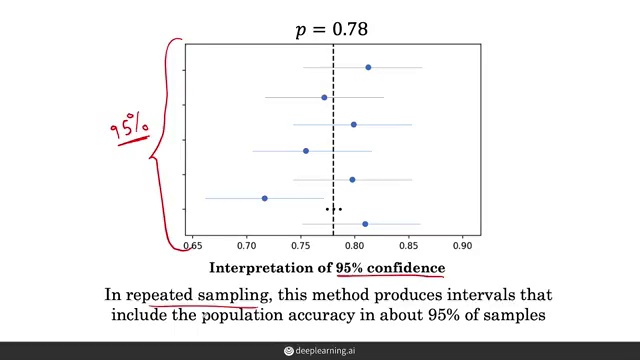 p = 0.78
95%
0.65 0.70 0.75 0.80 0.85 0.90
Interpretation of 95% confidence
In repeated sampling, this method produces intervals that
include the population accuracy in about 95% of samples
deeplearning.ai